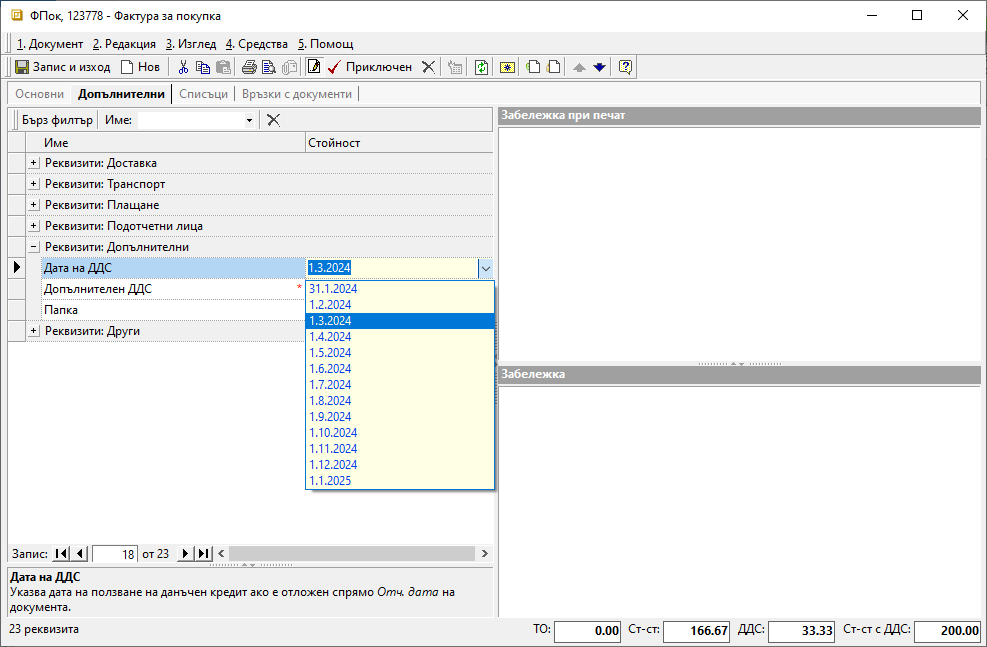 ФПок, 123778 - Фактура за покупка
1. Документ 2. Редакция 3. Изглед 4. Средства 5. Помощ
Запис и изход Нов Приключен
Основни Допълнителни Списъци Връзки с документи
Бърз филтър Име:
Име Стойност
Реквизити: Доставка
Реквизити: Транспорт
Реквизити: Плащане
Реквизити: Подотчетни лица
Реквизити: Допълнителни
Дата на ДДС 1.3.2024
Допълнителен ДДС *
Папка
Реквизити: Други
31.1.2024
1.2.2024
1.3.2024
1.4.2024
1.5.2024
1.6.2024
1.7.2024
1.8.2024
1.9.2024
1.10.2024
1.11.2024
1.12.2024
1.1.2025
Запис: 18 от 23
Дата на ДДС
Указва дата на ползване на данъчен кредит ако е отложен спрямо Отч. дата на
документа.
Забележка при печат
Забележка
23 реквизита ТО: 0.00 Ст-ст: 166.67 ДДС: 33.33 Ст-ст с ДДС: 200.00